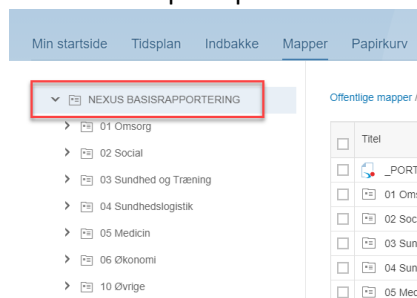 Min startside Tidsplan Indbakke Mapper Papirkurv
NEXUS BASISRAPPORTERING
01 Omsorg
02 Social
03 Sundhed og Træning
04 Sundhedslogistik
05 Medicin
06 Økonomi
10 Øvrige
Offentlige mapper /
Titel
_PORT
01 Oms
02 Soc
03 Sun
04 Sun
05 Med